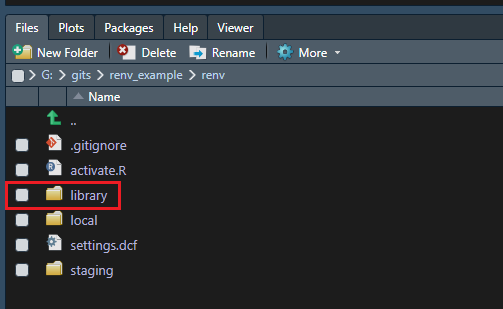 Files Plots Packages Help Viewer
New Folder Delete Rename More
G: gits renv_example renv
Name
..
.gitignore
activate.R
library
local
settings.dcf
staging